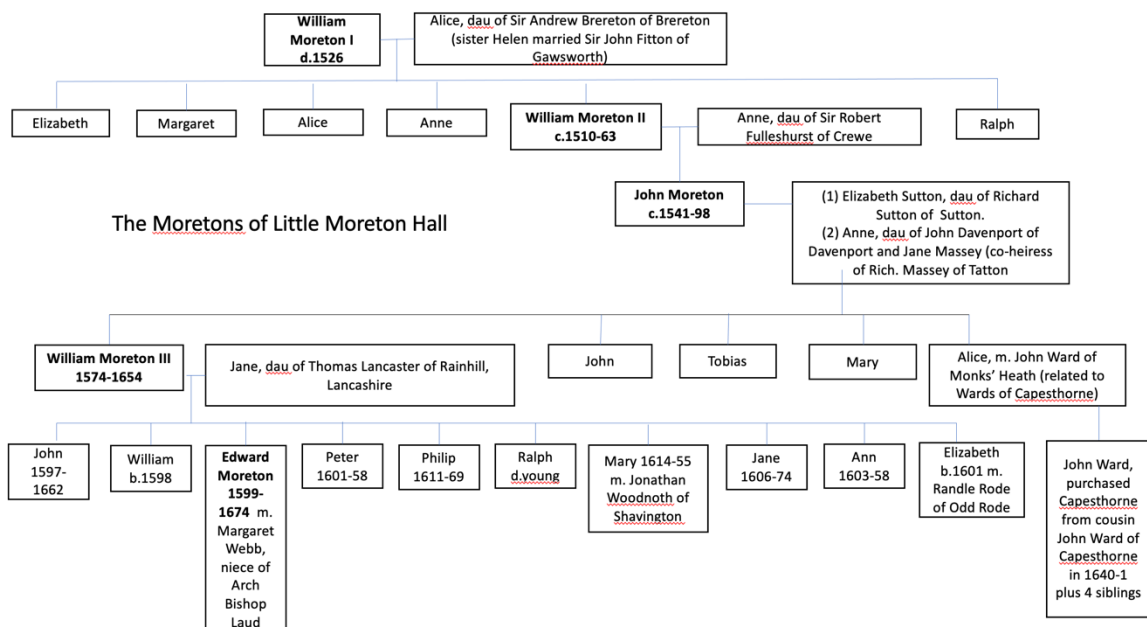 William
Moreton I
d.1526
Alice, dau of Sir Andrew Brereton of Brereton
(sister Helen married Sir John Fitton of
Gawsworth)
Elizabeth
Margaret
Alice
Anne
William Moreton II
c.1510-63
Anne, dau of Sir Robert
Fulleshurst of Crewe
Ralph
John Moreton
c.1541-98
(1) Elizabeth Sutton, dau of Richard
Sutton of Sutton.
(2) Anne, dau of John Davenport of
Davenport and Jane Massey (co-heiress
of Rich. Massey of Tatton
The Moretons of Little Moreton Hall
William Moreton III
1574-1654
Jane, dau of Thomas Lancaster of Rainhill,
Lancashire
John
Tobias
Mary
Alice, m. John Ward of
Monks’ Heath (related to
Wards of Capesthorne)
John
1597-
1662
William
b.1598
Edward
Moreton
1599-
1674 m.
Margaret
Webb,
niece of
Arch
Bishop
Laud
Peter
1601-58
Philip
1611-69
Ralph
d.young
Mary 1614-55
m. Jonathan
Woodnoth of
Shavington
Jane
1606-74
Ann
1603-58
Elizabeth
b.1601 m.
Randle Rode
of Odd Rode
John Ward,
purchased
Capesthorne
from cousin
John Ward of
Capesthorne
in 1640-1
plus 4 siblings